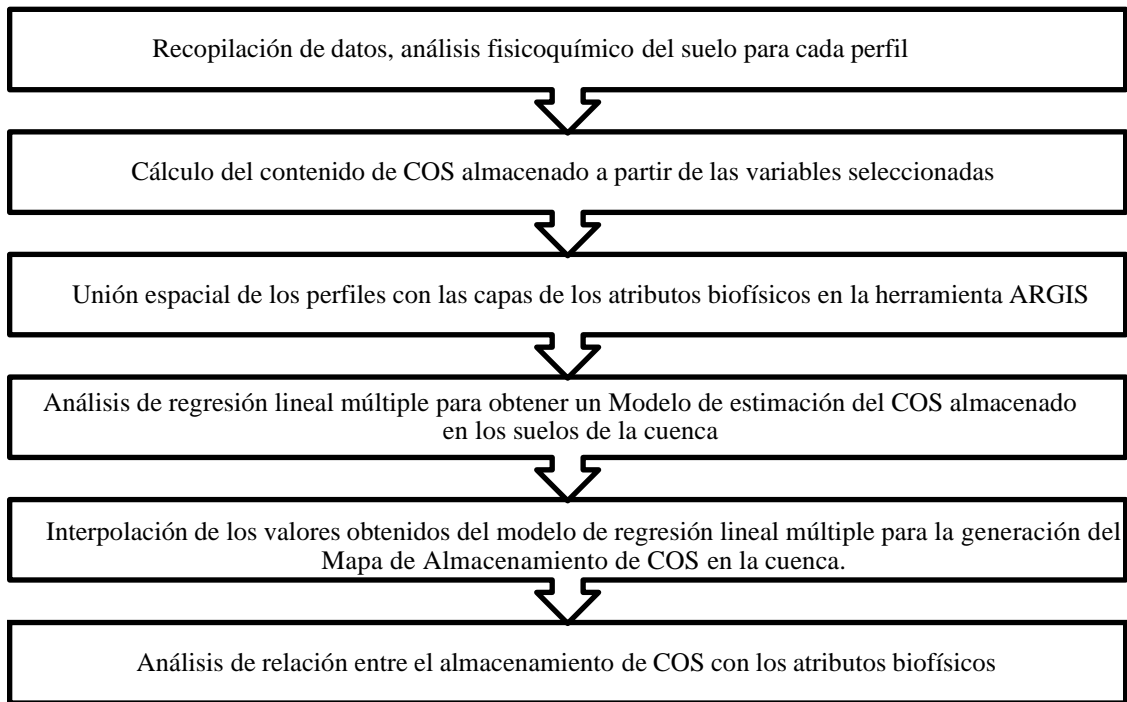 Recopilación de datos, análisis fisicoquímico del suelo para cada perfil
Cálculo del contenido de COS almacenado a partir de las variables seleccionadas
Unión espacial de los perfiles con las capas de los atributos biofísicos en la herramienta ARGIS
Análisis de regresión lineal múltiple para obtener un Modelo de estimación del COS almacenado
en los suelos de la cuenca
Interpolación de los valores obtenidos del modelo de regresión lineal múltiple para la generación del
Mapa de Almacenamiento de COS en la cuenca.
Análisis de relación entre el almacenamiento de COS con los atributos biofísicos